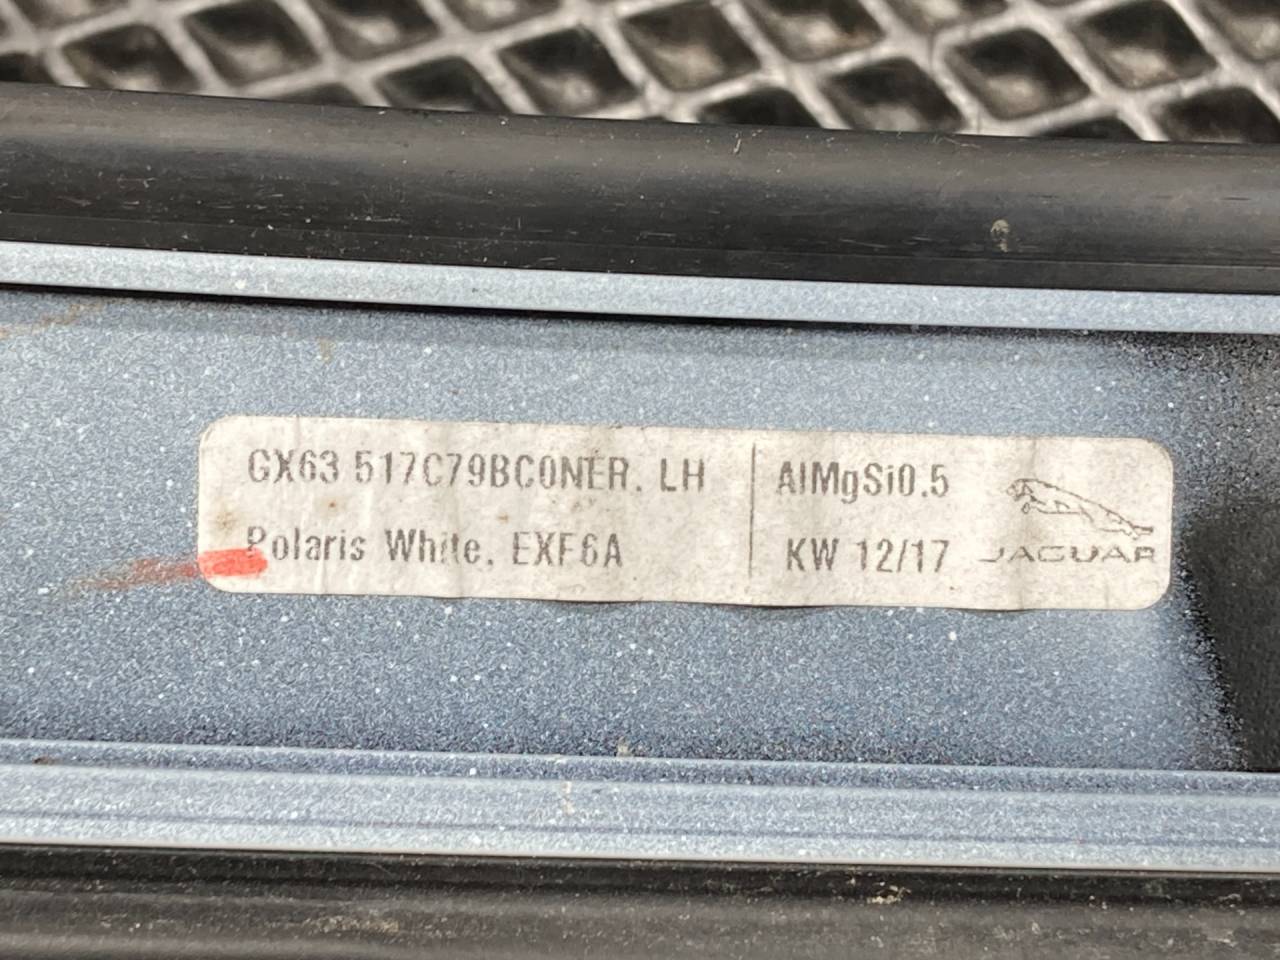 GX63 517C79BC0NER. LH
Polaris White, EXF6A
AlMgSi0.5
KW 12/17
JAGUAR